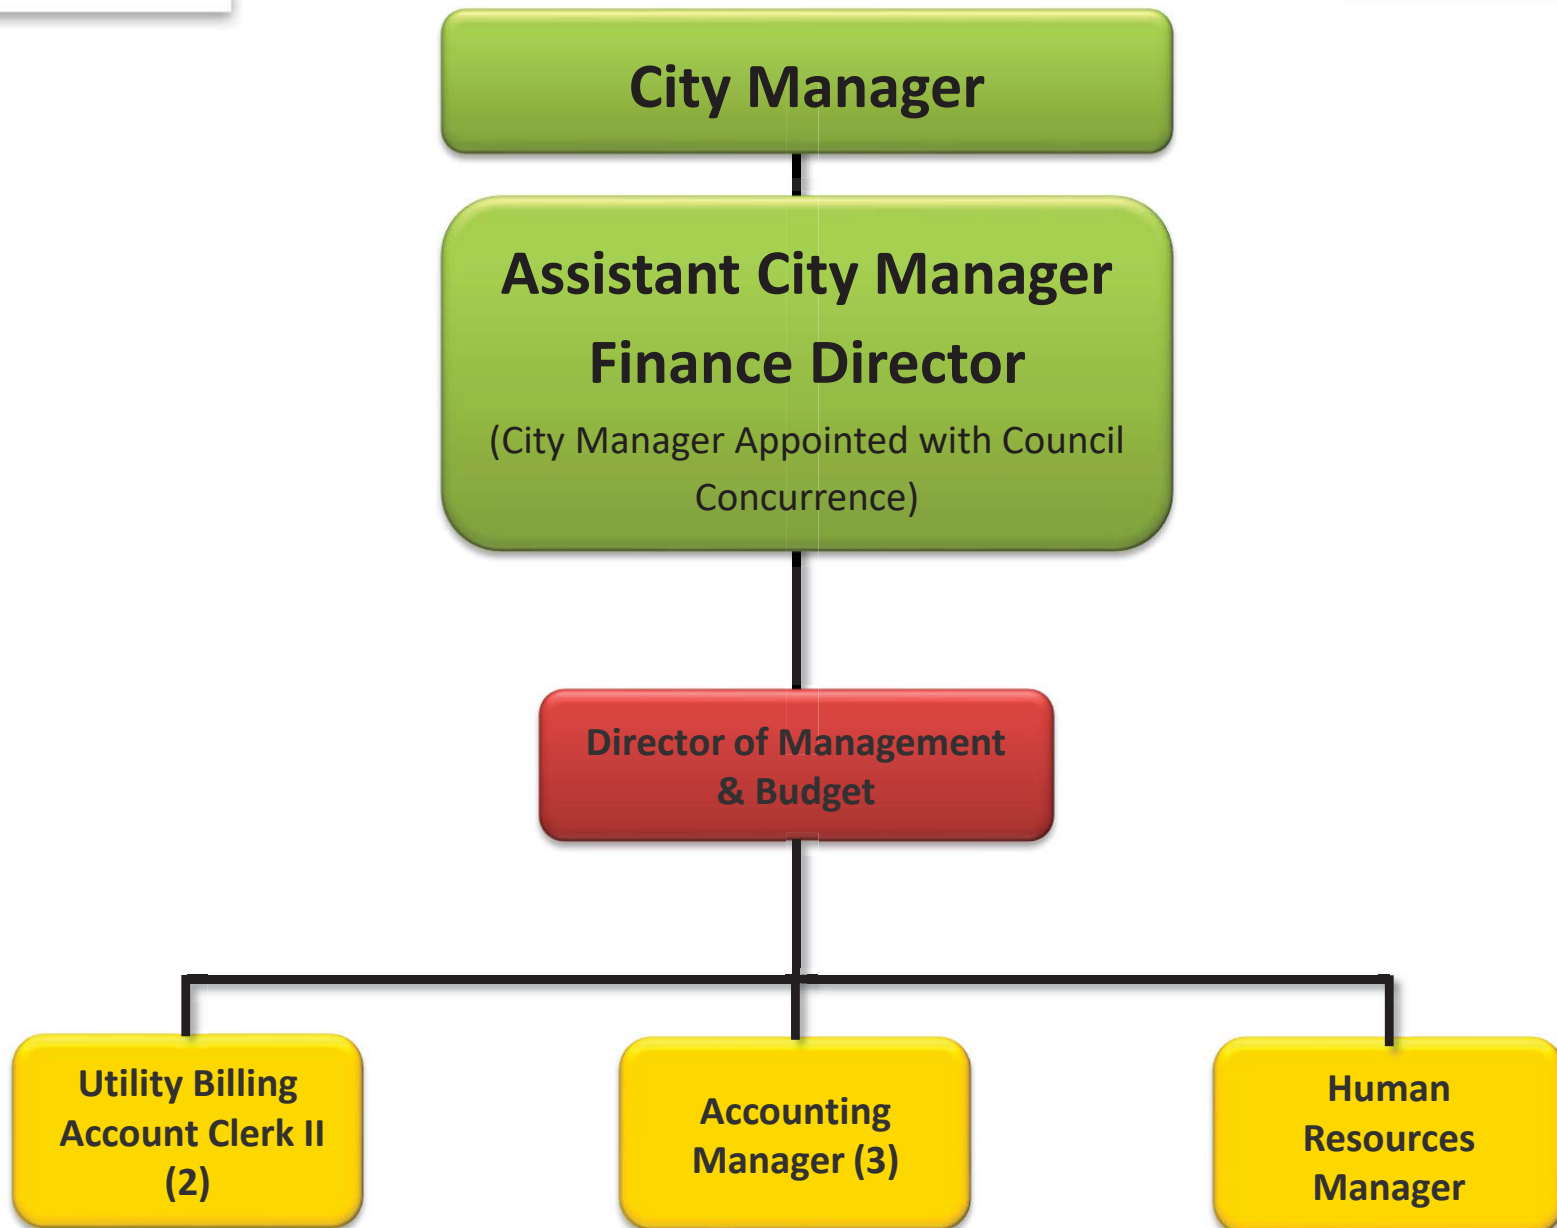 City Manager
Assistant City Manager
Finance Director
(City Manager Appointed with Council
Concurrence)
Director of Management
& Budget
Utility Billing
Account Clerk II
(2)
Accounting
Manager (3)
Human
Resources
Manager